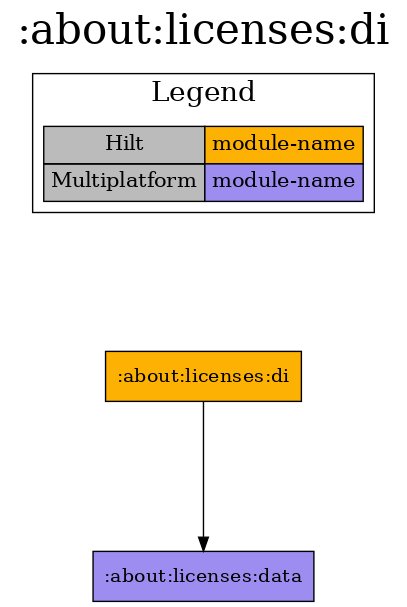 :about:licenses:di
Legend
Hilt module-name
Multiplatform module-name
:about:licenses:di
:about:licenses:data